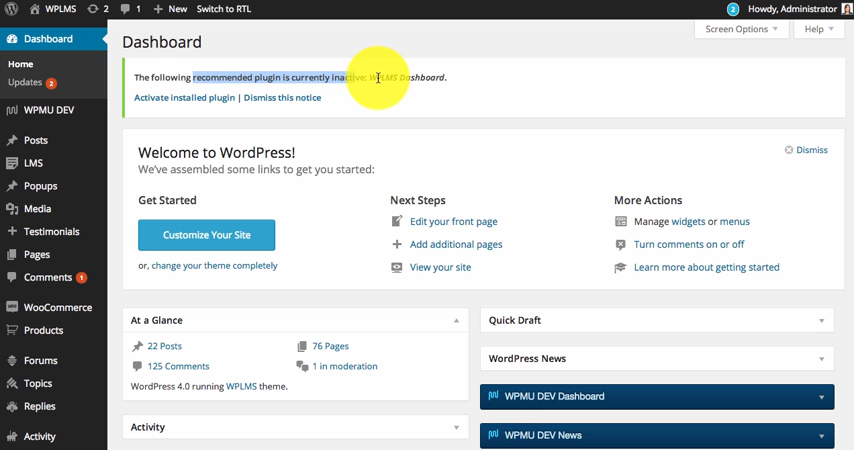 WPLMS 2 1 + New Switch to RTL 2 Howdy, Administrator
Screen Options Help
Dashboard
Home
Updates 2
WPMU DEV
Posts
LMS
Popups
Media
Testimonials
Pages
Comments 1
WooCommerce
Products
Forums
Topics
Replies
Activity
Dashboard
The following recommended plugin is currently inactive: WPLMS Dashboard.
Activate installed plugin | Dismiss this notice
Welcome to WordPress!
Dismiss
We've assembled some links to get you started:
Get Started
Customize Your Site
or, change your theme completely
Next Steps
Edit your front page
Add additional pages
View your site
More Actions
Manage widgets or menus
Turn comments on or off
Learn more about getting started
At a Glance
22 Posts 76 Pages
125 Comments 1 in moderation
WordPress 4.0 running WPLMS theme.
Activity
Quick Draft
WordPress News
WPMU DEV Dashboard
WPMU DEV News